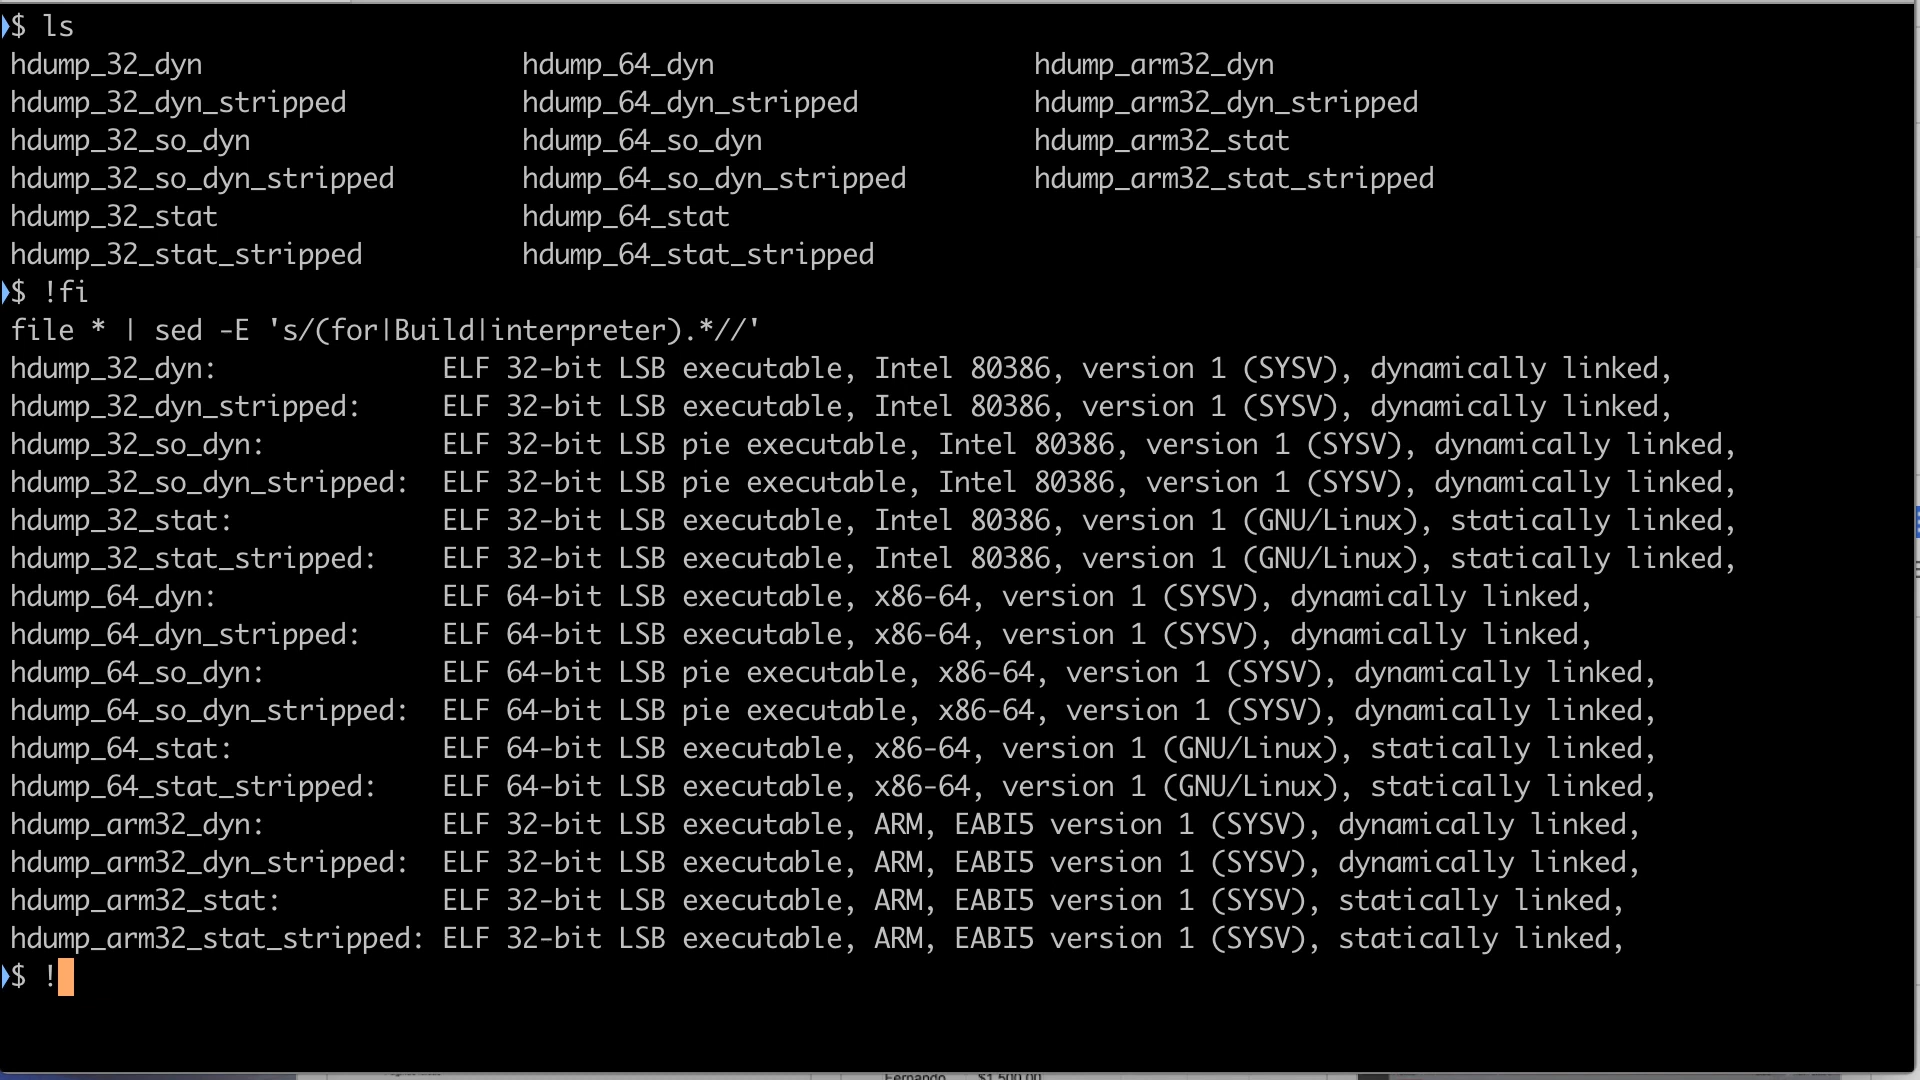 $ ls
hdump_32_dyn hdump_64_dyn hdump_arm32_dyn
hdump_32_dyn_stripped hdump_64_dyn_stripped hdump_arm32_dyn_stripped
hdump_32_so_dyn hdump_64_so_dyn hdump_arm32_stat
hdump_32_so_dyn_stripped hdump_64_so_dyn_stripped hdump_arm32_stat_stripped
hdump_32_stat hdump_64_stat
hdump_32_stat_stripped hdump_64_stat_stripped
$ !fi
file * | sed -E 's/(for|Build|interpreter).*//'
hdump_32_dyn: ELF 32-bit LSB executable, Intel 80386, version 1 (SYSV), dynamically linked,
hdump_32_dyn_stripped: ELF 32-bit LSB executable, Intel 80386, version 1 (SYSV), dynamically linked,
hdump_32_so_dyn: ELF 32-bit LSB pie executable, Intel 80386, version 1 (SYSV), dynamically linked,
hdump_32_so_dyn_stripped: ELF 32-bit LSB pie executable, Intel 80386, version 1 (SYSV), dynamically linked,
hdump_32_stat: ELF 32-bit LSB executable, Intel 80386, version 1 (GNU/Linux), statically linked,
hdump_32_stat_stripped: ELF 32-bit LSB executable, Intel 80386, version 1 (GNU/Linux), statically linked,
hdump_64_dyn: ELF 64-bit LSB executable, x86-64, version 1 (SYSV), dynamically linked,
hdump_64_dyn_stripped: ELF 64-bit LSB executable, x86-64, version 1 (SYSV), dynamically linked,
hdump_64_so_dyn: ELF 64-bit LSB pie executable, x86-64, version 1 (SYSV), dynamically linked,
hdump_64_so_dyn_stripped: ELF 64-bit LSB pie executable, x86-64, version 1 (SYSV), dynamically linked,
hdump_64_stat: ELF 64-bit LSB executable, x86-64, version 1 (GNU/Linux), statically linked,
hdump_64_stat_stripped: ELF 64-bit LSB executable, x86-64, version 1 (GNU/Linux), statically linked,
hdump_arm32_dyn: ELF 32-bit LSB executable, ARM, EABI5 version 1 (SYSV), dynamically linked,
hdump_arm32_dyn_stripped: ELF 32-bit LSB executable, ARM, EABI5 version 1 (SYSV), dynamically linked,
hdump_arm32_stat: ELF 32-bit LSB executable, ARM, EABI5 version 1 (SYSV), statically linked,
hdump_arm32_stat_stripped: ELF 32-bit LSB executable, ARM, EABI5 version 1 (SYSV), statically linked,
$ !
Fernando $1,500.00